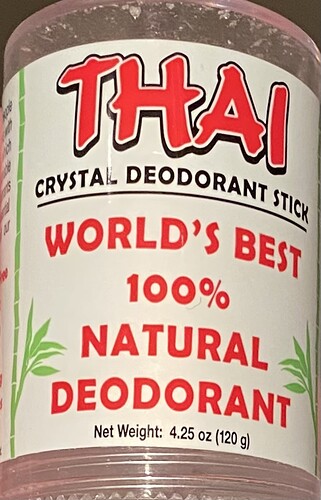 THAI
CRYSTAL DEODORANT STICK
WORLD'S BEST
100%
NATURAL
DEODORANT
Net Weight: 4.25 oz (120 g)